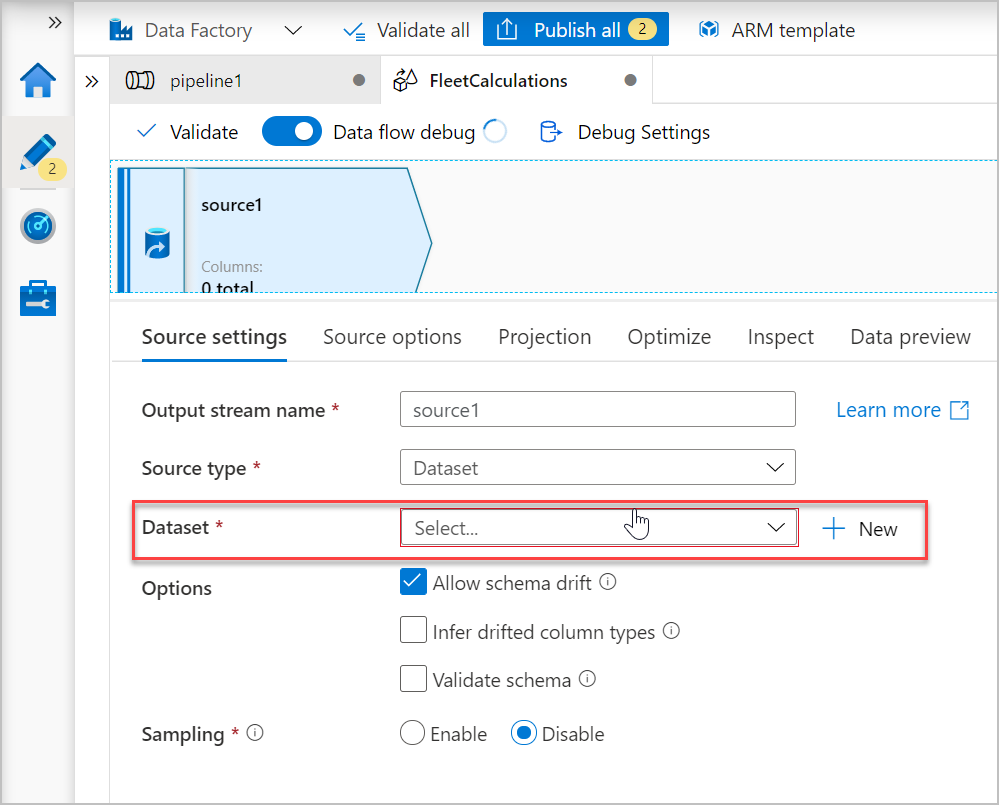 Data Factory
Validate all
Publish all 2
ARM template
pipeline1
FleetCalculations
Validate
Data flow debug
Debug Settings
2
source1
Columns:
0 total
Source settings
Source options
Projection
Optimize
Inspect
Data preview
Output stream name *
source1
Learn more
Source type *
Dataset
Dataset *
Select...
New
Options
Allow schema drift
Infer drifted column types
Validate schema
Sampling *
Enable
Disable